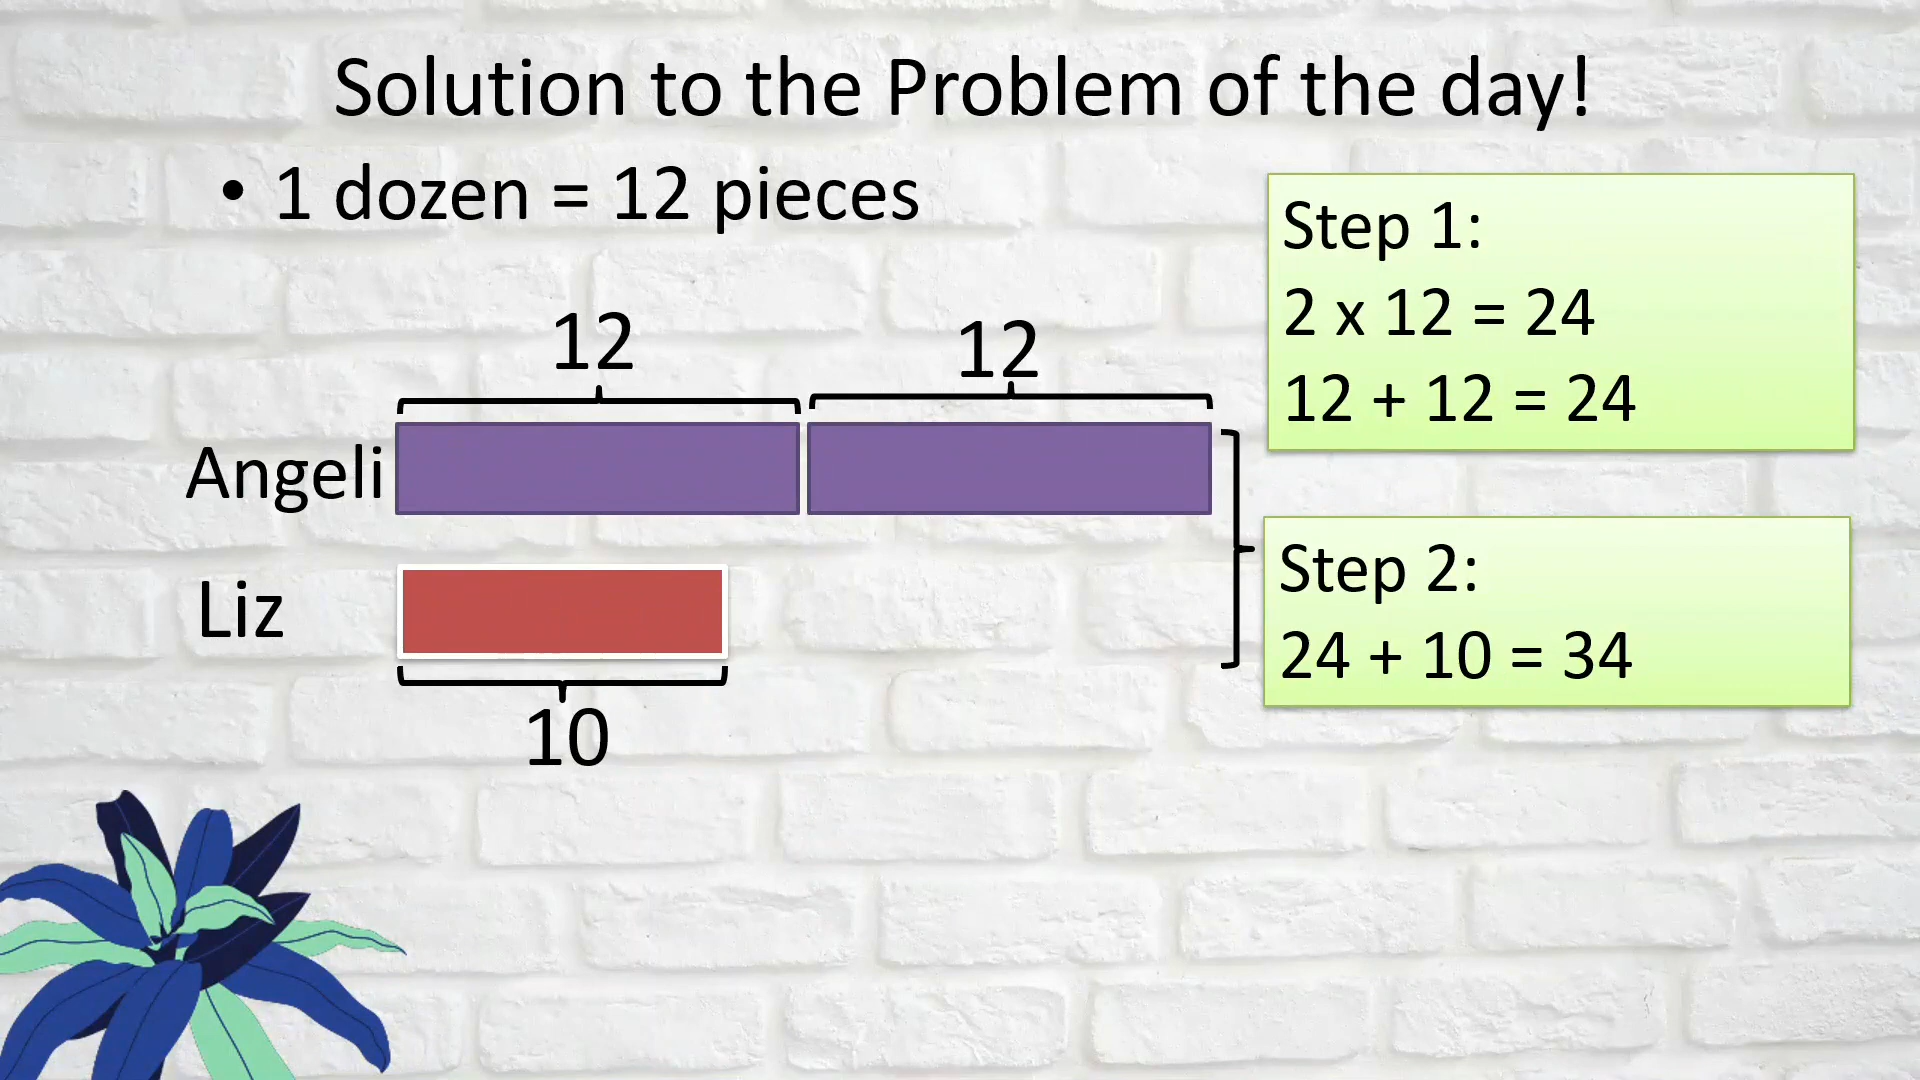 Solution to the Problem of the day!
• 1 dozen = 12 pieces
12
12
Angeli
Liz
10
Step 1:
2 x 12 = 24
12 + 12 = 24
Step 2:
24 + 10 = 34